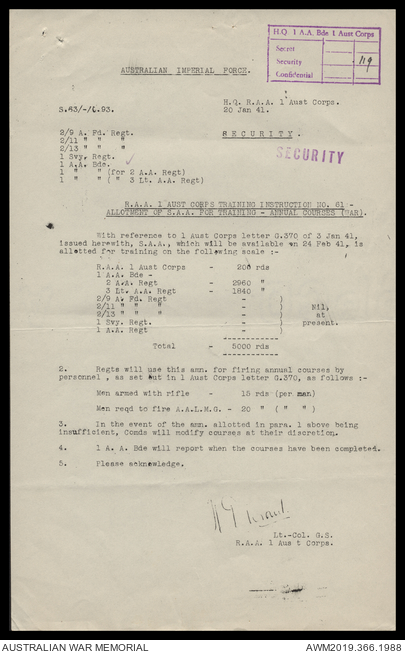 H.Q. 1 A.A. Bde 1 Aust Corps
Secret
Security 119
Confidential
AUSTRALIAN IMPERIAL FORCE.
H.Q. R.A.A. 1 Aust Corps.
20 Jan 41.
2/9 A. Fd. Regt.
2/11 " " "
2/13 " " "
1 Svy. Regt.
1 A.A. Bde.
1 " " (for 2 A.A. Regt)
1 " " ( " 3 Lt. A.A. Regt)
SECURITY.
SECURITY
R.A.A. 1 AUST CORPS TRAINING INSTRUCTION NO. 61 -
ALLOTMENT OF S.A.A. FOR TRAINING - ANNUAL COURSES (WAR).
With reference to 1 Aust Corps letter G.370 of 3 Jan 41,
issued herewith, S.A.A., which will be available on 24 Feb 41, is
allotted for training on the following scale :-
R.A.A. 1 Aust Corps - 200 rds
1 A.A. Bde -
2 A.A. Regt - 2960 "
3 Lt. A.A. Regt - 1840 "
2/9 A. Fd. Regt - )
2/11 " " " - ) Nil,
2/13 " " " - ) at
1 Svy. Regt. - ) present.
1 A.A. Regt - )
Total - 5000 rds
2. Regts will use this amn. for firing annual courses by
personnel , as set out in 1 Aust Corps letter G.370, as follows :-
Men armed with rifle - 15 rds (per man)
Men reqd to fire A.A.L.M.G. - 20 " ( " " )
3. In the event of the amn. allotted in para. 1 above being
insufficient, Comds will modify courses at their discretion.
4. 1 A. A. Bde will report when the courses have been completed.
5. Please acknowledge.
Lt.-Col. G.S.
R.A.A. 1 Aus t Corps.
AUSTRALIAN WAR MEMORIAL
AWM2019.366.1988